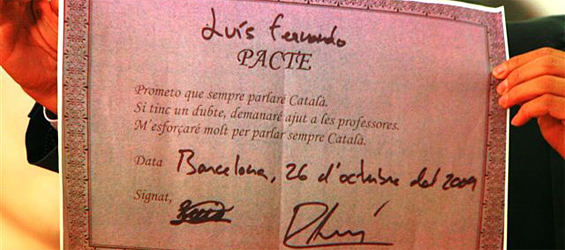 Luís Fernando
PACTE
Prometo que sempre parlaré Català.
Si tinc un dubte, demanaré ajut a les professores.
M'esforçaré molt per parlar sempre Català.
Data Barcelona, 26 d'octubre del 2009
Signat,